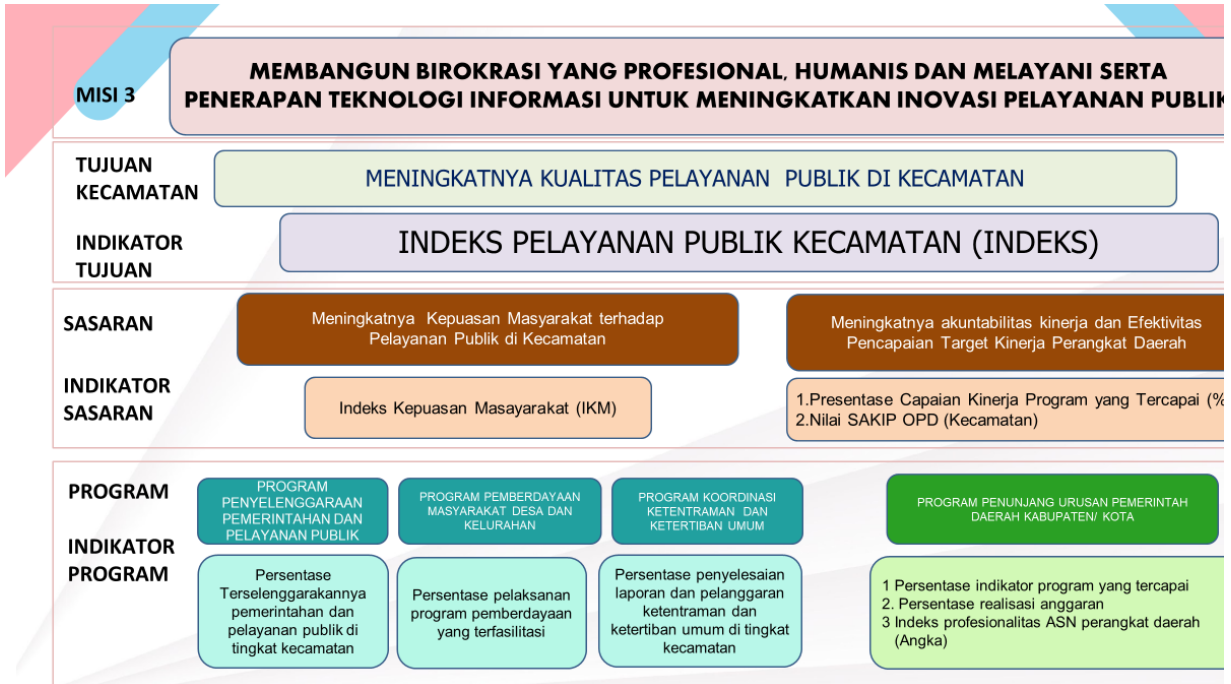 MISI 3
MEMBANGUN BIROKRASI YANG PROFESIONAL, HUMANIS DAN MELAYANI SERTA
PENERAPAN TEKNOLOGI INFORMASI UNTUK MENINGKATKAN INOVASI PELAYANAN PUBLIK
TUJUAN
KECAMATAN
MENINGKATNYA KUALITAS PELAYANAN PUBLIK DI KECAMATAN
INDIKATOR
TUJUAN
INDEKS PELAYANAN PUBLIK KECAMATAN (INDEKS)
SASARAN
Meningkatnya Kepuasan Masyarakat terhadap
Pelayanan Publik di Kecamatan
Meningkatnya akuntabilitas kinerja dan Efektivitas
Pencapaian Target Kinerja Perangkat Daerah
INDIKATOR
SASARAN
Indeks Kepuasan Masayarakat (IKM)
1.Presentase Capaian Kinerja Program yang Tercapai (%
2.Nilai SAKIP OPD (Kecamatan)
PROGRAM
PROGRAM
PENYELENGGARAAN
PEMERINTAHAN DAN
PELAYANAN PUBLIK
PROGRAM PEMBERDAYAAN
MASYARAKAT DESA DAN
KELURAHAN
PROGRAM KOORDINASI
KETENTRAMAN DAN
KETERTIBAN UMUM
PROGRAM PENUNJANG URUSAN PEMERINTAH
DAERAH KABUPATEN/ KOTA
INDIKATOR
PROGRAM
Persentase
Terselenggarakannya
pemerintahan dan
pelayanan publik di
tingkat kecamatan
Persentase pelaksanan
program pemberdayaan
yang terfasilitasi
Persentase penyelesaian
laporan dan pelanggaran
ketentraman dan
ketertiban umum di tingkat
kecamatan
1 Persentase indikator program yang tercapai
2. Persentase realisasi anggaran
3 Indeks profesionalitas ASN perangkat daerah
(Angka)